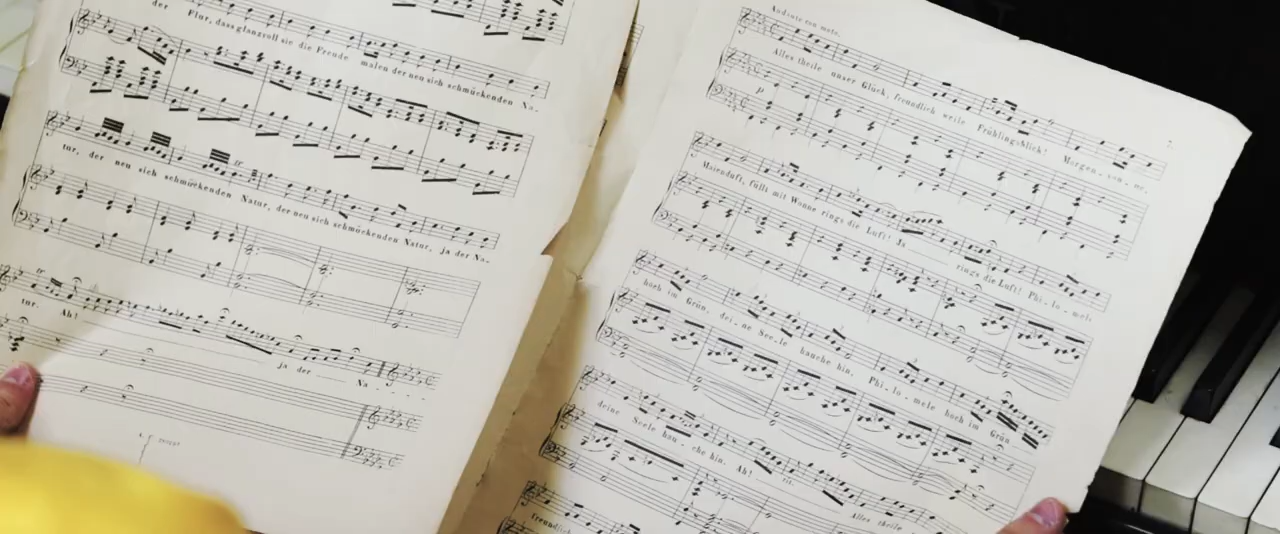 der Flur, dass glanzvoll sie die Freude malen der neu sich schmückenden Na-
tur, der neu sich schmückenden Natur, der neu sich schmückenden Natur, ja der Na-
tur. Ah! ja der Na-
Andante con moto.
Alles theile unser Glück, freundlich weile Frühlingsblick! Morgen-son-ne,
7.
p
Maienduft, füllt mit Wonne rings die Luft! Ja rings die Luft! Phi-lo-mele
hoch im Grün, dei-ne See-le hauche hin. Phi-lo-mele hoch im Grün
deine Seele hau-che hin. Ah! rit. Alles theile
freundlich